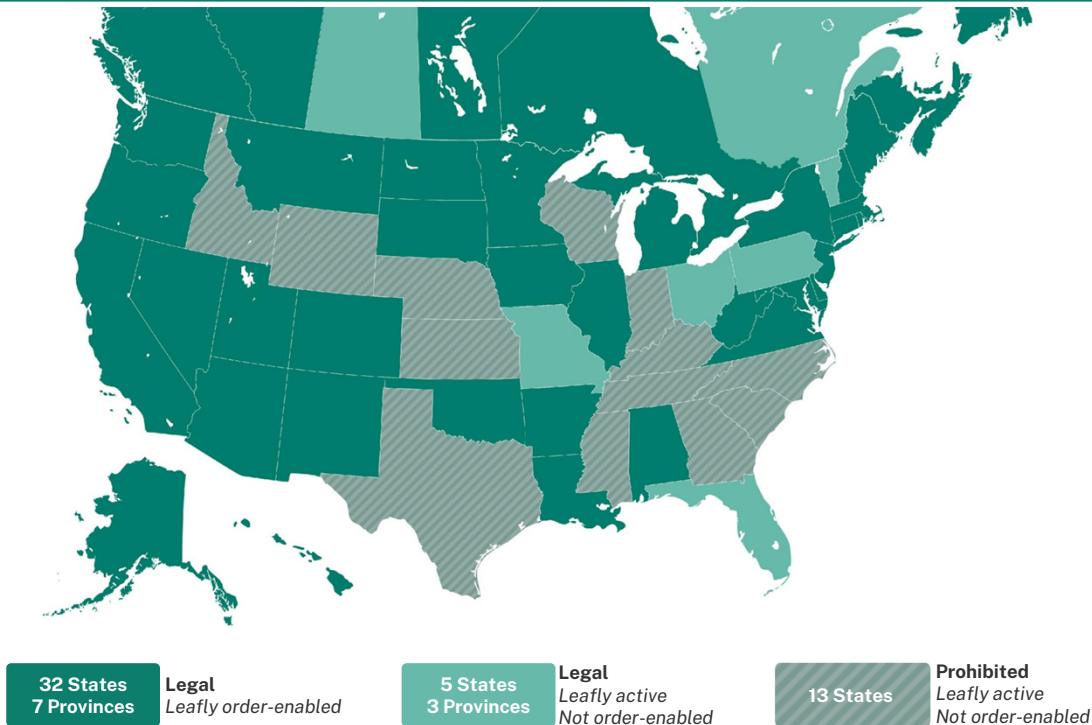 32 States
7 Provinces
Legal
Leafly order-enabled
5 States
3 Provinces
Legal
Leafly active
Not order-enabled
13 States
Prohibited
Leafly active
Not order-enabled